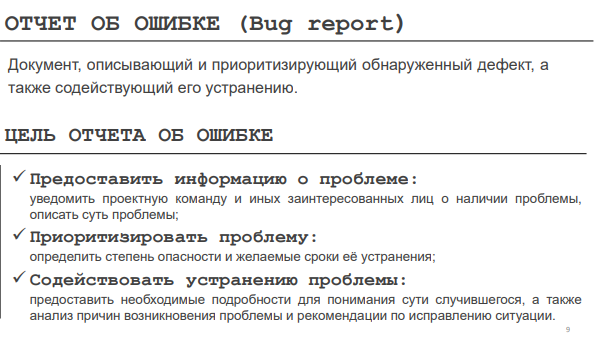 ОТЧЕТ ОБ ОШИБКЕ (Bug report)
Документ, описывающий и приоритизирующий обнаруженный дефект, а
также содействующий его устранению.
ЦЕЛЬ ОТЧЕТА ОБ ОШИБКЕ
✓ Предоставить информацию о проблеме:
уведомить проектную команду и иных заинтересованных лиц о наличии проблемы,
описать суть проблемы;
✓ Приоритизировать проблему:
определить степень опасности и желаемые сроки её устранения;
✓ Содействовать устранению проблемы:
предоставить необходимые подробности для понимания сути случившегося, а также
анализ причин возникновения проблемы и рекомендации по исправлению ситуации.
9